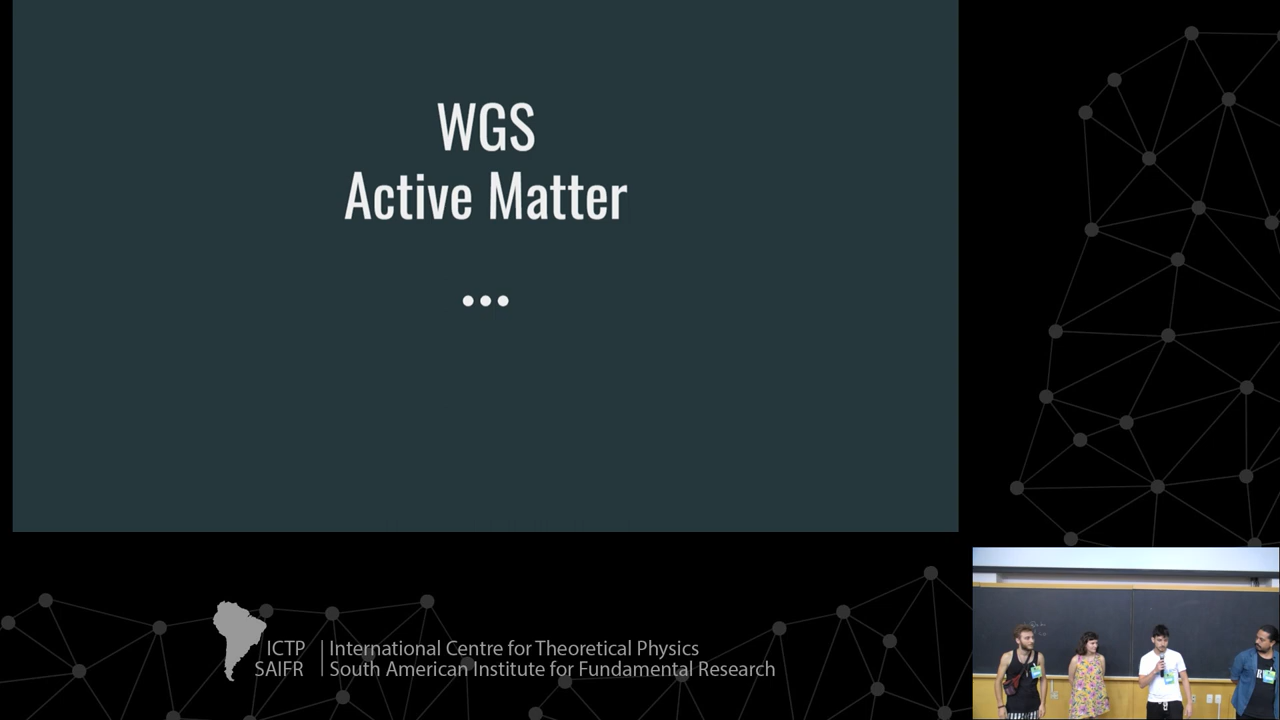 WGS
Active Matter
ICTP
SAIFR
International Centre for Theoretical Physics
South American Institute for Fundamental Research